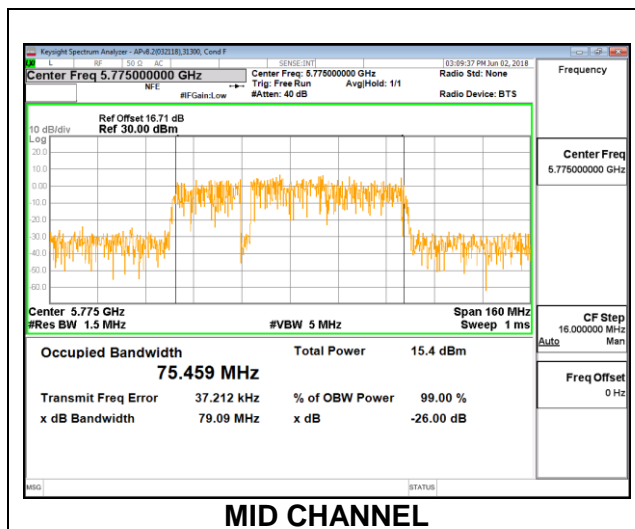 Keysight Spectrum Analyzer - APv8.2(032118),31300, Cond F
L RF 50 Ω AC SENSE:INT 03:09:37 PM Jun 02, 2018
Center Freq 5.775000000 GHz Center Freq: 5.775000000 GHz Radio Std: None Frequency
NFE Trig: Free Run Avg|Hold: 1/1
#IFGain:Low #Atten: 40 dB Radio Device: BTS
Ref Offset 16.71 dB
10 dB/div Ref 30.00 dBm
Log
20.0
10.0
0.00
-10.0
-20.0
-30.0
-40.0
-50.0
-60.0
Center Freq
5.775000000 GHz
Center 5.775 GHz Span 160 MHz
#Res BW 1.5 MHz #VBW 5 MHz Sweep 1 ms
CF Step
16.000000 MHz
Auto Man
Occupied Bandwidth Total Power 15.4 dBm
75.459 MHz
Freq Offset
0 Hz
Transmit Freq Error 37.212 kHz % of OBW Power 99.00 %
x dB Bandwidth 79.09 MHz x dB -26.00 dB
MSG STATUS
MID CHANNEL